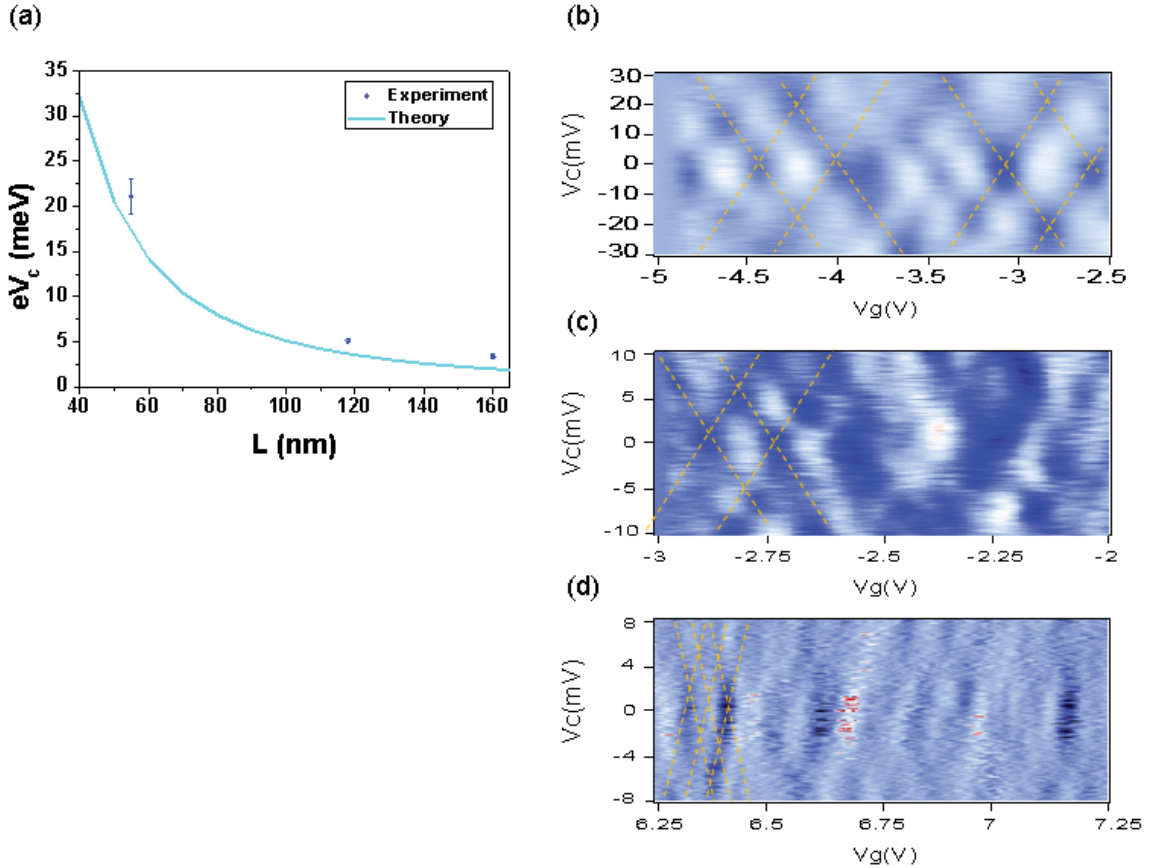 (a)
35
30
25
20
15
10
5
0
eVc (meV)
Experiment
Theory
40 60 80 100 120 140 160
L (nm)
(b)
30
20
10
0
-10
-20
-30
Vc(mV)
-5 -4.5 -4 -3.5 -3 -2.5
Vg(V)
(c)
10
5
0
-5
-10
Vc(mV)
-3 -2.75 -2.5 -2.25 -2
Vg(V)
(d)
8
4
0
-4
-8
Vc(mV)
6.25 6.5 6.75 7 7.25
Vg(V)